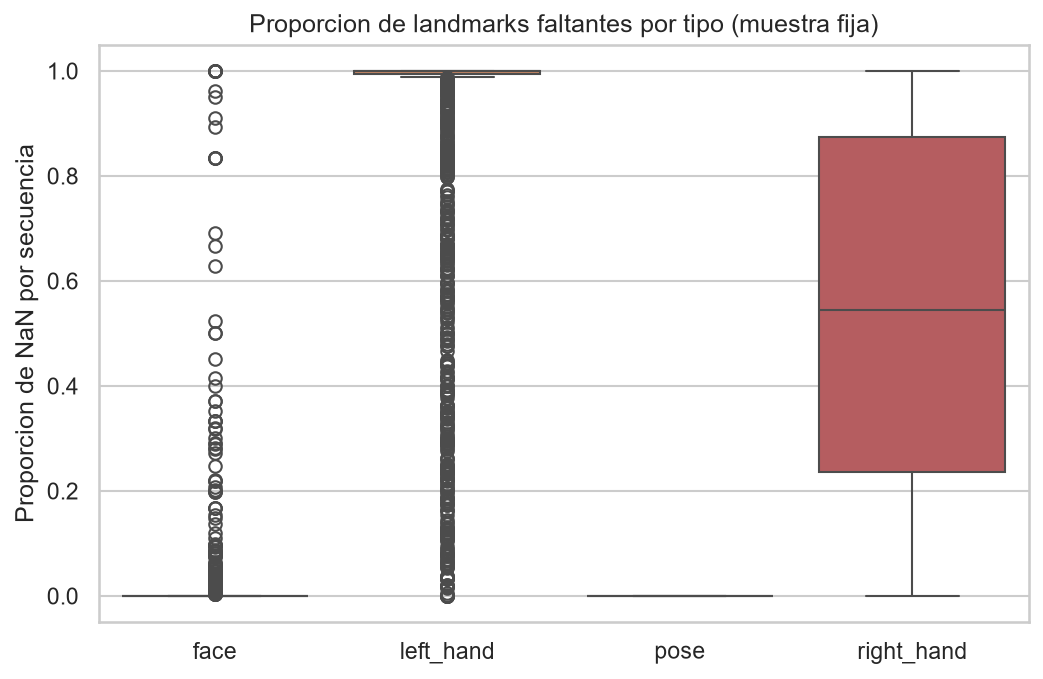 Proporcion de landmarks faltantes por tipo (muestra fija)
Proporcion de NaN por secuencia
1.0
0.8
0.6
0.4
0.2
0.0
face
left_hand
pose
right_hand